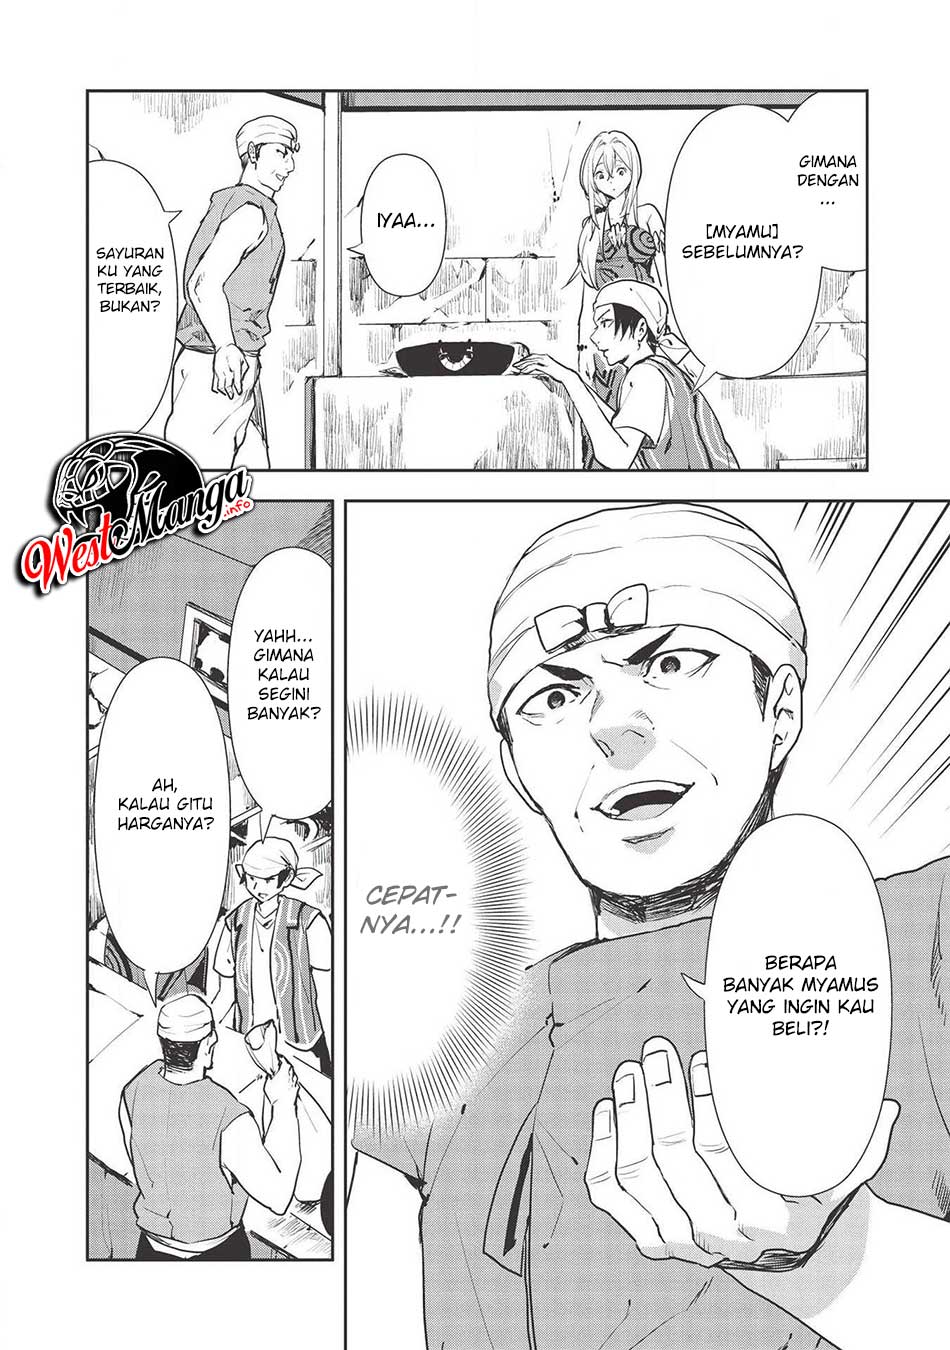 GIMANA
DENGAN
...
[MYAMU]
SEBELUMNYA?
IYAA...
SAYURAN
KU YANG
TERBAIK,
BUKAN?
WestManga
.info
CEPAT-
NYA...!!
BERAPA
BANYAK MYAMUS
YANG INGIN KAU
BELI?!
YAHH...
GIMANA
KALAU
SEGINI
BANYAK?
AH,
KALAU GITU
HARGANYA?